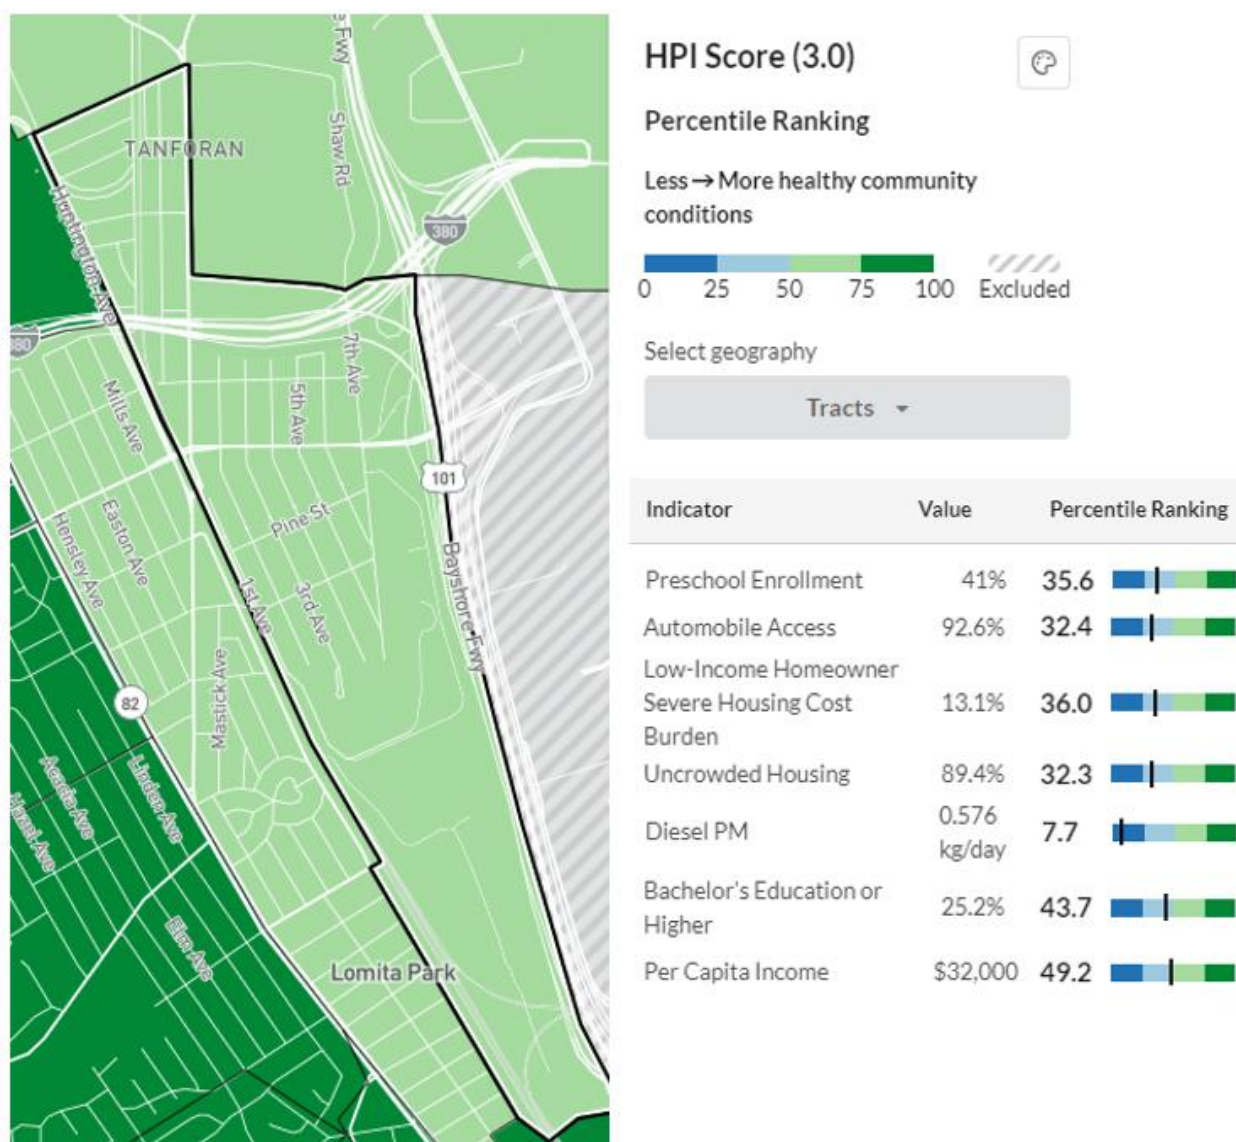 e Fwy
TANFORAN
Shaw Rd
Huntington Ave
380
80
7th Ave
5th Ave
Mills Ave
101
Pine St
Easton Ave
Hensley Ave
Bayshore Fwy
1st Ave
3rd Ave
Mastick Ave
82
Linden Ave
Acacia Ave
Hazel Ave
Elm Ave
Lomita Park
HPI Score (3.0)
Percentile Ranking
Less → More healthy community
conditions
0 25 50 75 100 Excluded
Select geography
Tracts
Indicator Value Percentile Ranking
Preschool Enrollment 41% 35.6
Automobile Access 92.6% 32.4
Low-Income Homeowner
Severe Housing Cost 13.1% 36.0
Burden
Uncrowded Housing 89.4% 32.3
Diesel PM 0.576 7.7
kg/day
Bachelor's Education or
Higher 25.2% 43.7
Per Capita Income $32,000 49.2